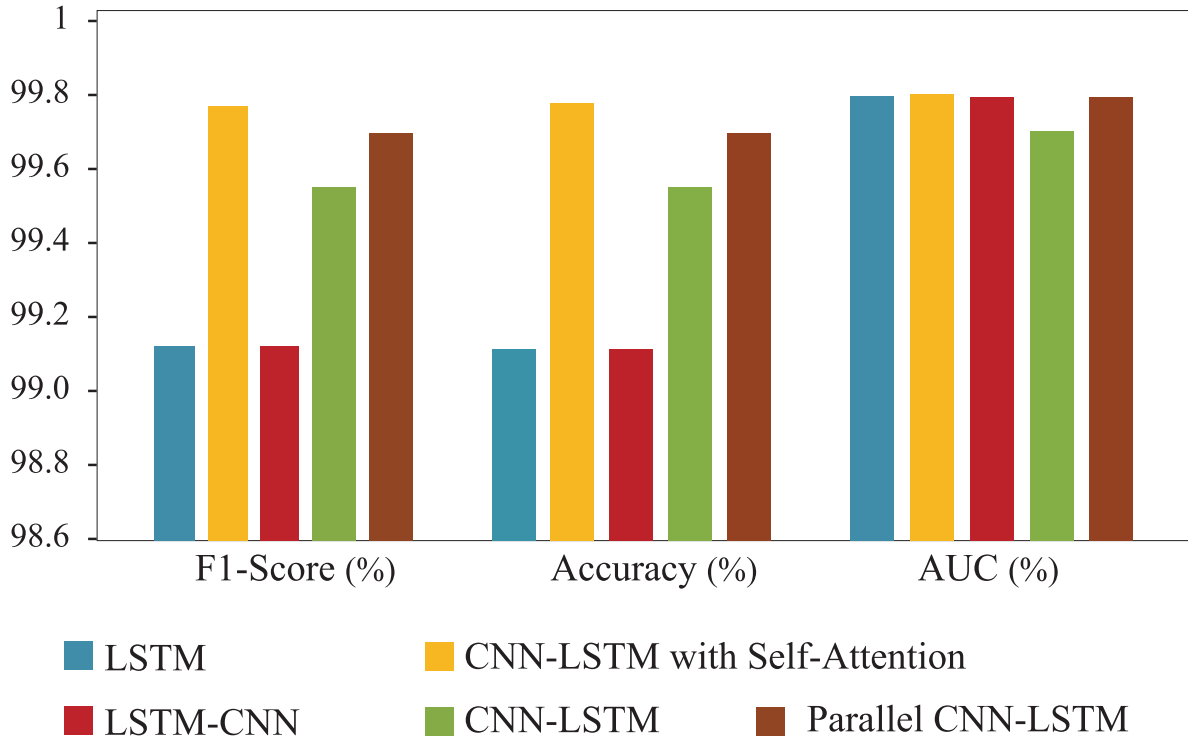 1
99.8
99.6
99.4
99.2
99.0
98.8
98.6
F1-Score (%) Accuracy (%) AUC (%)
LSTM CNN-LSTM with Self-Attention
LSTM-CNN CNN-LSTM Parallel CNN-LSTM